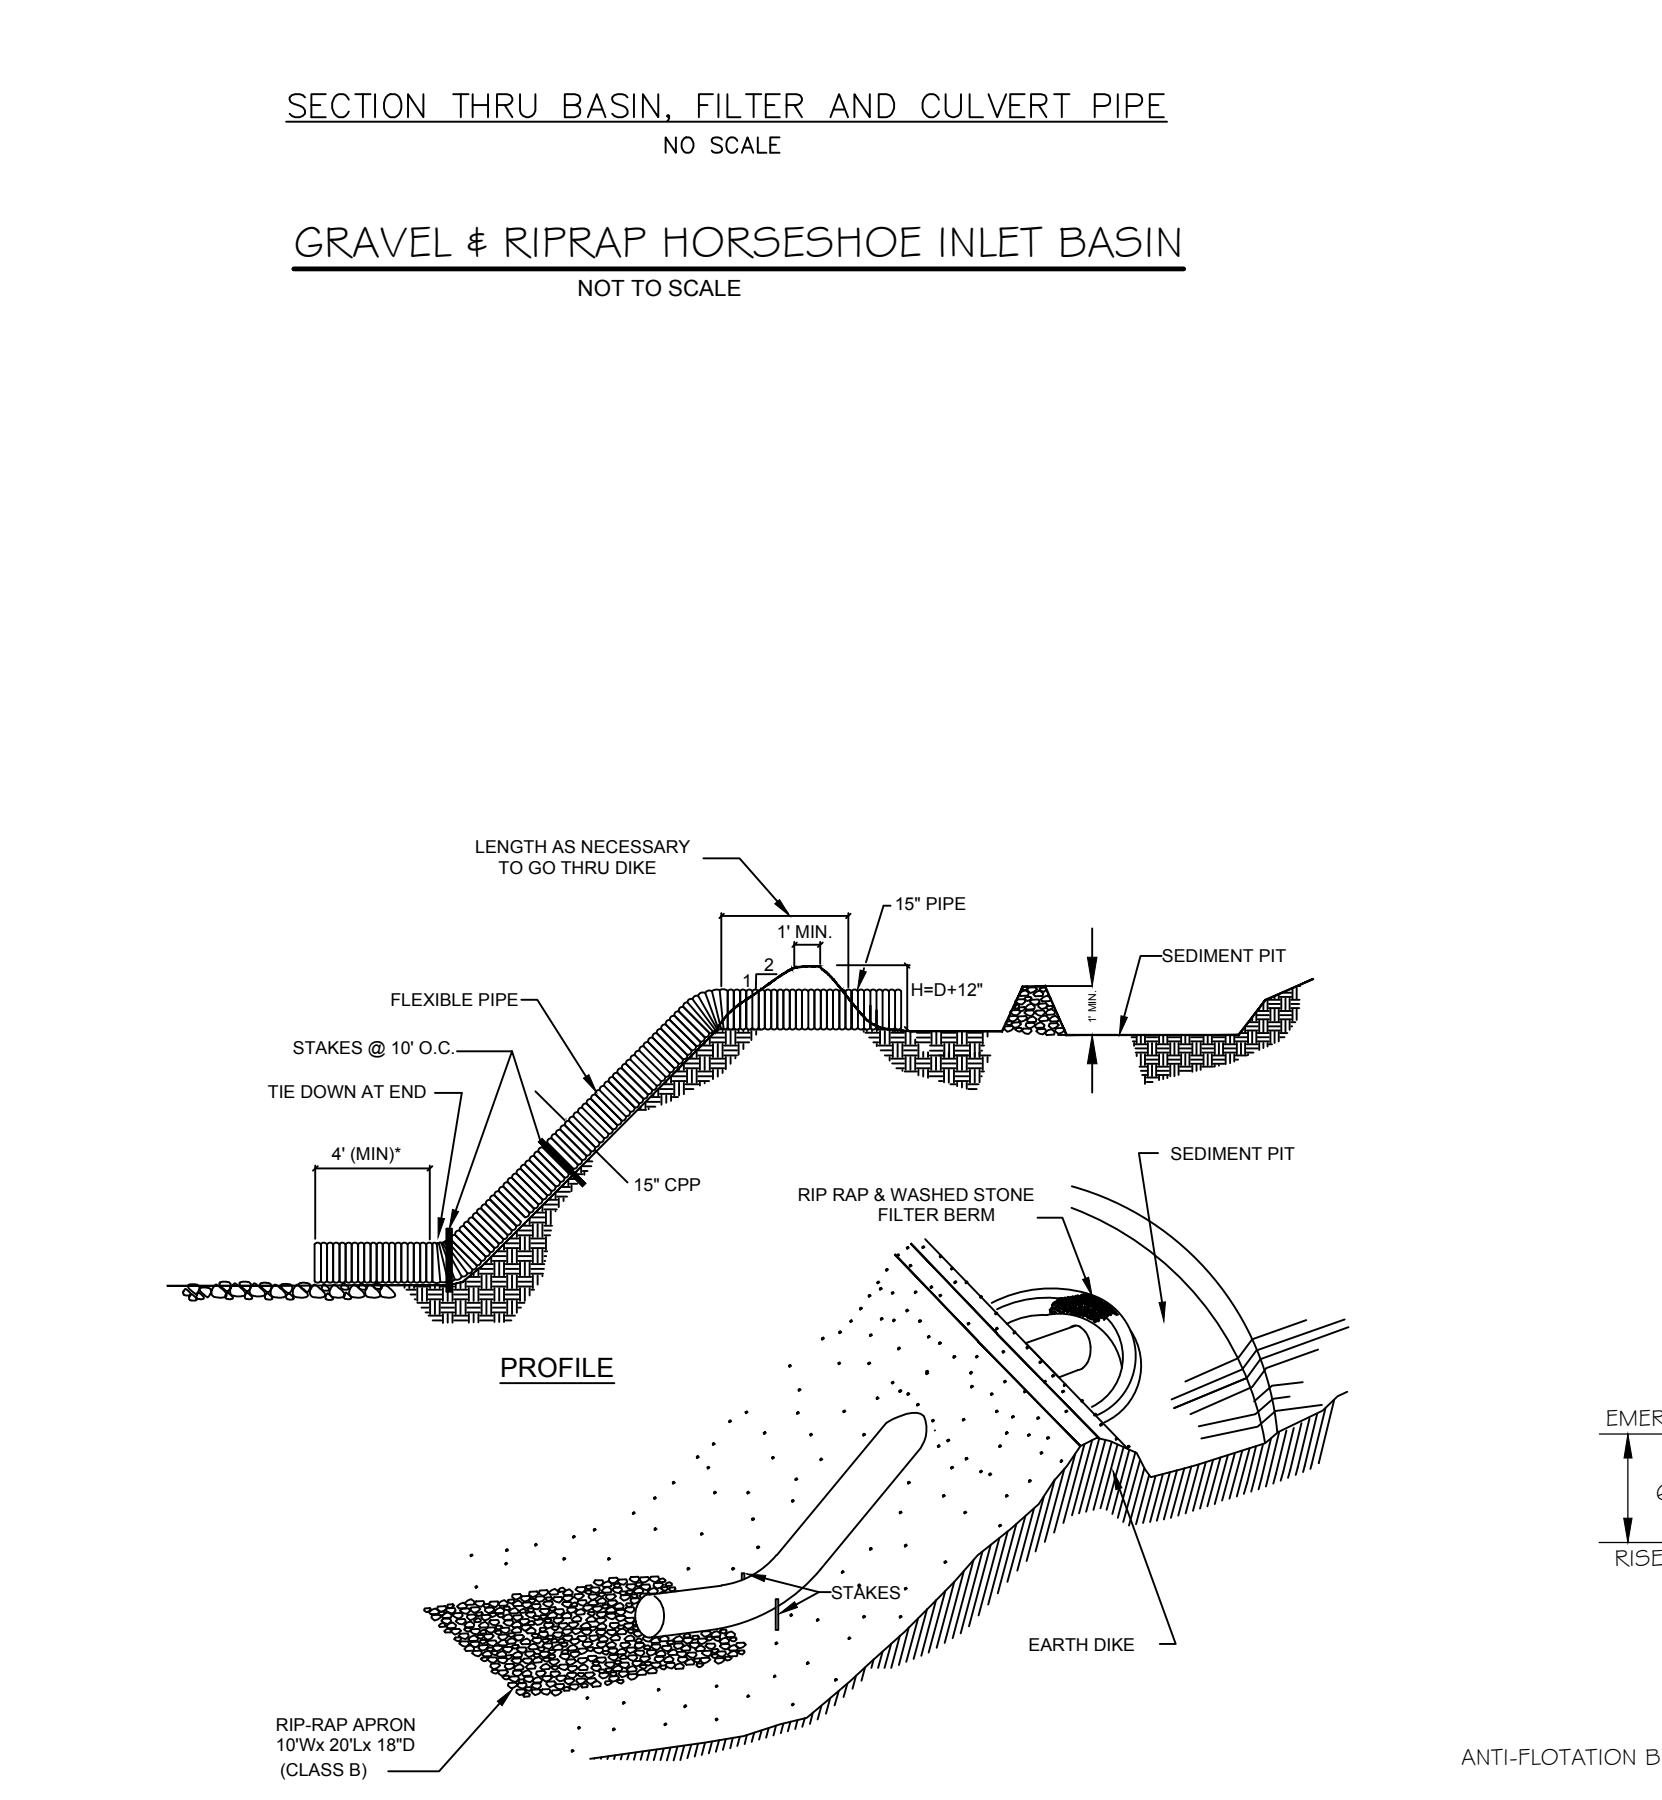 SECTION THRU BASIN, FILTER AND CULVERT PIPE
NO SCALE
GRAVEL & RIPRAP HORSESHOE INLET BASIN
NOT TO SCALE
LENGTH AS NECESSARY
TO GO THRU DIKE
15" PIPE
1' MIN.
2
1
SEDIMENT PIT
H=D+12"
1' MIN.
FLEXIBLE PIPE
STAKES @ 10' O.C.
TIE DOWN AT END
4' (MIN)*
15" CPP
SEDIMENT PIT
RIP RAP & WASHED STONE
FILTER BERM
PROFILE
EMER
RISE
STAKES
EARTH DIKE
RIP-RAP APRON
10'Wx 20'Lx 18"D
(CLASS B)
ANTI-FLOTATION B